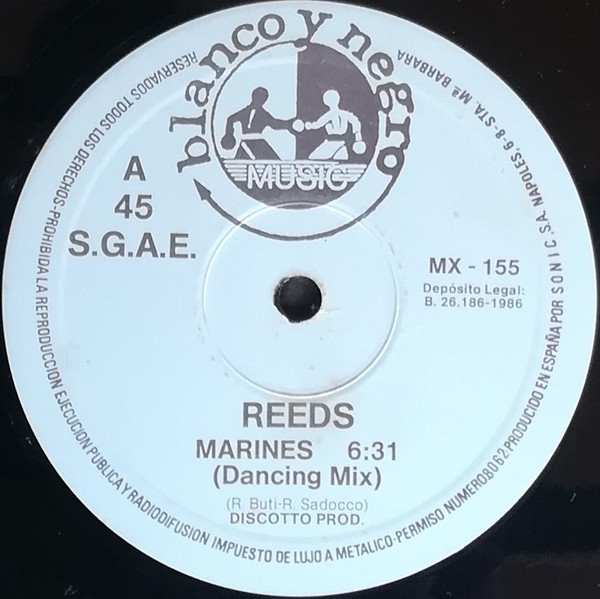 blanco y negro
MUSIC
A
45
S.G.A.E.
MX - 155
Depósito Legal:
B. 26.186-1986
REEDS
MARINES 6:31
(Dancing Mix)
(R. Buti-R. Sadocco)
DISCOTTO PROD.
RESERVADOS TODOS LOS DERECHOS-PROHIBIDA LA REPRODUCCION EJECUCION PUBLICA Y RADIODIFUSION IMPUESTO DE LUJO A METALICO-PERMISO NUMERO 8062 PRODUCIDO EN ESPAÑA POR SONIC S.A. NAPOLES, 6-8-STA. Mª. BARBARA